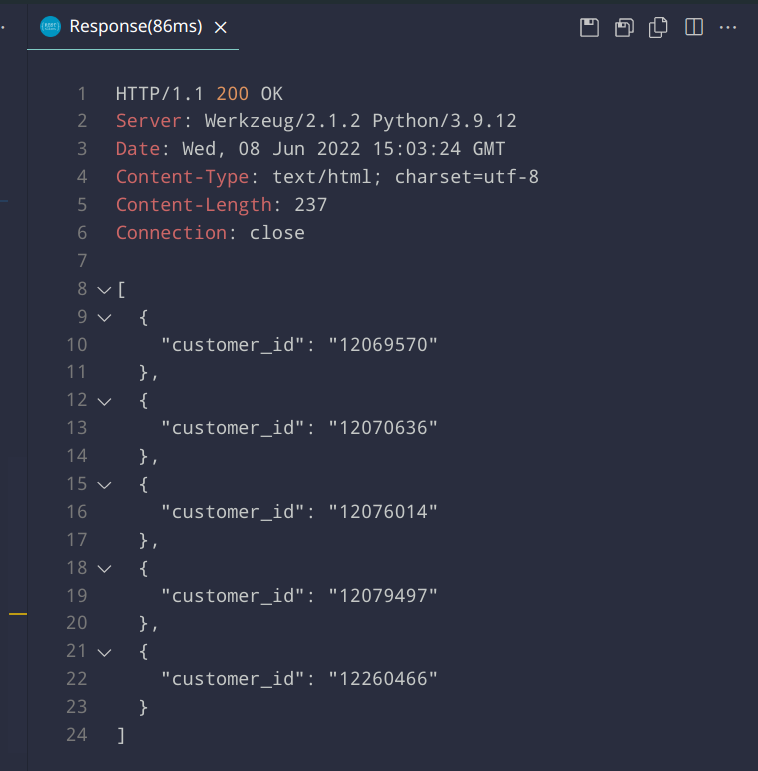 Response(86ms)
1 HTTP/1.1 200 OK
2 Server: Werkzeug/2.1.2 Python/3.9.12
3 Date: Wed, 08 Jun 2022 15:03:24 GMT
4 Content-Type: text/html; charset=utf-8
5 Content-Length: 237
6 Connection: close
7
8 [
9 {
10 "customer_id": "12069570"
11 },
12 {
13 "customer_id": "12070636"
14 },
15 {
16 "customer_id": "12076014"
17 },
18 {
19 "customer_id": "12079497"
20 },
21 {
22 "customer_id": "12260466"
23 }
24 ]